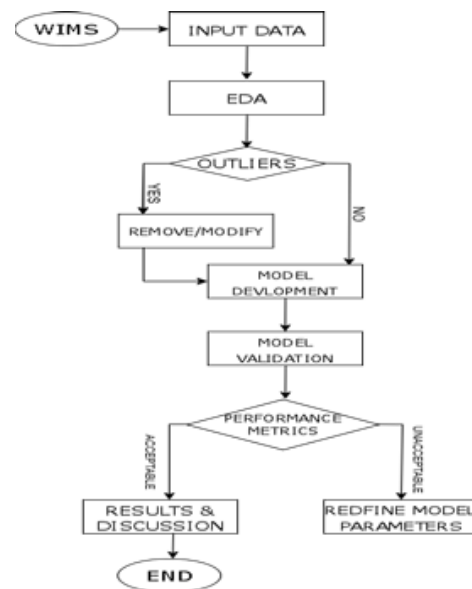 WIMS
INPUT DATA
EDA
OUTLIERS
YES
NO
REMOVE/MODIFY
MODEL
DEVLOPMENT
MODEL
VALIDATION
PERFORMANCE
METRICS
ACCEPTABLE
UNACCEPTABLE
RESULTS &
DISCUSSION
REDFINE MODEL
PARAMETERS
END